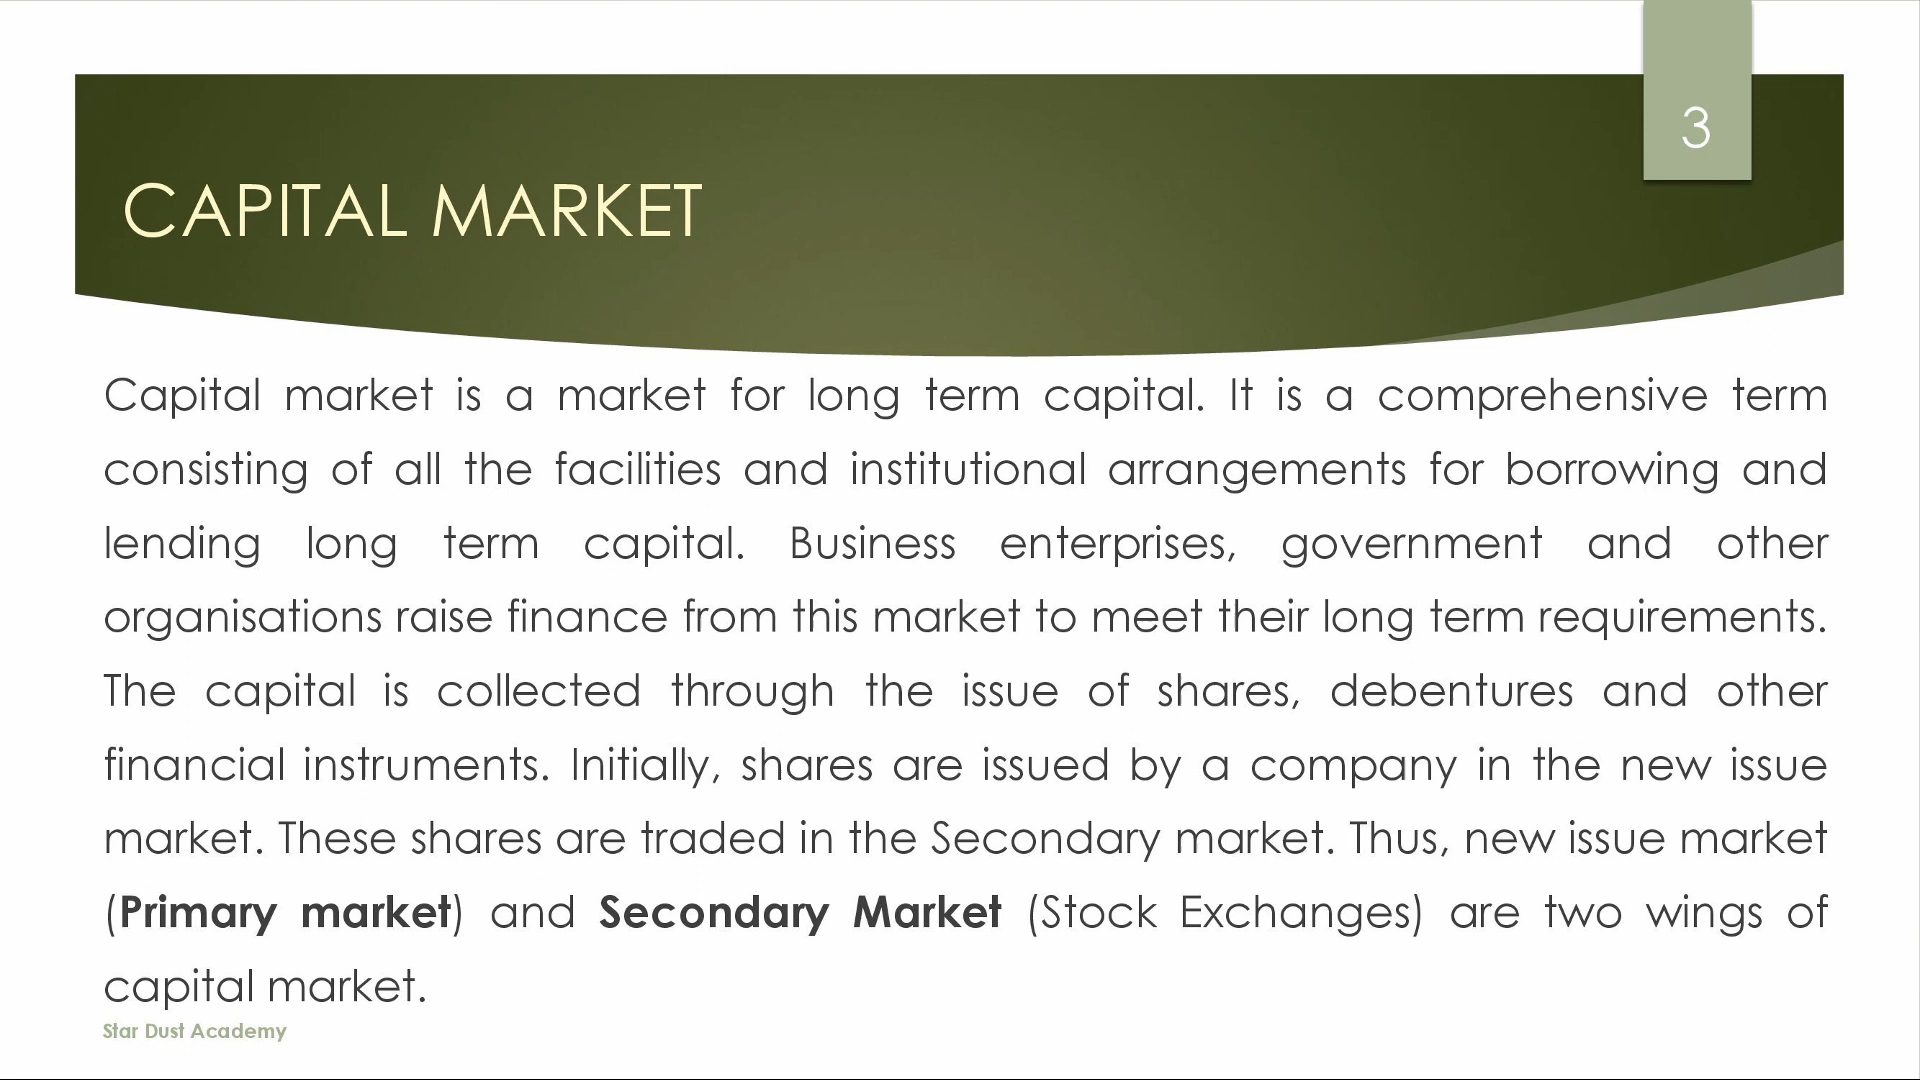 3
CAPITAL MARKET
Capital market is a market for long term capital. It is a comprehensive term
consisting of all the facilities and institutional arrangements for borrowing and
lending long term capital. Business enterprises, government and other
organisations raise finance from this market to meet their long term requirements.
The capital is collected through the issue of shares, debentures and other
financial instruments. Initially, shares are issued by a company in the new issue
market. These shares are traded in the Secondary market. Thus, new issue market
(Primary market) and Secondary Market (Stock Exchanges) are two wings of
capital market.
Star Dust Academy